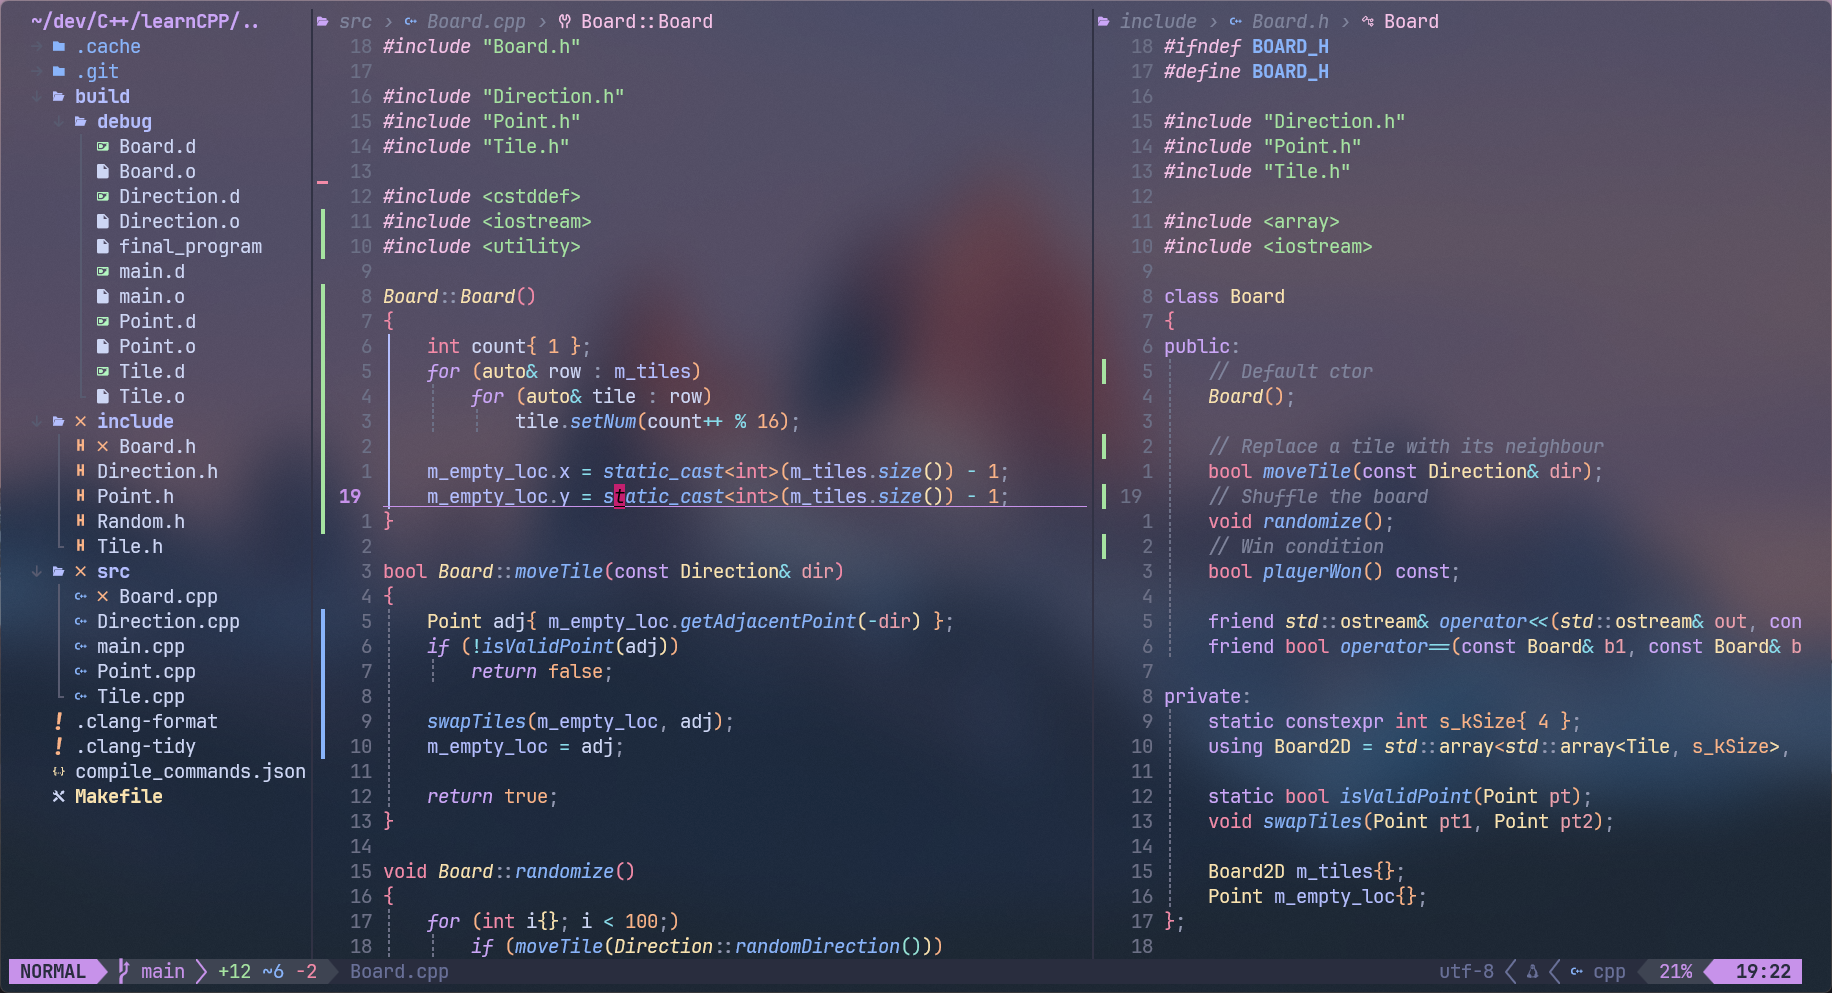 ~/dev/C++/learnCPP/..
.cache
.git
build
debug
Board.d
Board.o
Direction.d
Direction.o
final_program
main.d
main.o
Point.d
Point.o
Tile.d
Tile.o
include
H Board.h
H Direction.h
H Point.h
H Random.h
H Tile.h
src
C++ Board.cpp
C++ Direction.cpp
C++ main.cpp
C++ Point.cpp
C++ Tile.cpp
! .clang-format
! .clang-tidy
{} compile_commands.json
Makefile
src › C++ Board.cpp › Board::Board
18 #include "Board.h"
17
16 #include "Direction.h"
15 #include "Point.h"
14 #include "Tile.h"
13
12 #include <cstddef>
11 #include <iostream>
10 #include <utility>
9
8 Board::Board()
7 {
6     int count{ 1 };
5     for (auto& row : m_tiles)
4         for (auto& tile : row)
3             tile.setNum(count++ % 16);
2
1     m_empty_loc.x = static_cast<int>(m_tiles.size()) - 1;
19     m_empty_loc.y = static_cast<int>(m_tiles.size()) - 1;
1 }
2
3 bool Board::moveTile(const Direction& dir)
4 {
5     Point adj{ m_empty_loc.getAdjacentPoint(-dir) };
6     if (!isValidPoint(adj))
7         return false;
8
9     swapTiles(m_empty_loc, adj);
10     m_empty_loc = adj;
11
12     return true;
13 }
14
15 void Board::randomize()
16 {
17     for (int i{}; i < 100;)
18         if (moveTile(Direction::randomDirection()))
include › C++ Board.h › Board
18 #ifndef BOARD_H
17 #define BOARD_H
16
15 #include "Direction.h"
14 #include "Point.h"
13 #include "Tile.h"
12
11 #include <array>
10 #include <iostream>
9
8 class Board
7 {
6 public:
5     // Default ctor
4     Board();
3
2     // Replace a tile with its neighbour
1     bool moveTile(const Direction& dir);
19     // Shuffle the board
1     void randomize();
2     // Win condition
3     bool playerWon() const;
4
5     friend std::ostream& operator<<(std::ostream& out, con
6     friend bool operator==(const Board& b1, const Board& b
7
8 private:
9     static constexpr int s_kSize{ 4 };
10     using Board2D = std::array<std::array<Tile, s_kSize>,
11
12     static bool isValidPoint(Point pt);
13     void swapTiles(Point pt1, Point pt2);
14
15     Board2D m_tiles{};
16     Point m_empty_loc{};
17 };
18
NORMAL main +12 ~6 -2 Board.cpp utf-8 C++ cpp 21% 19:22